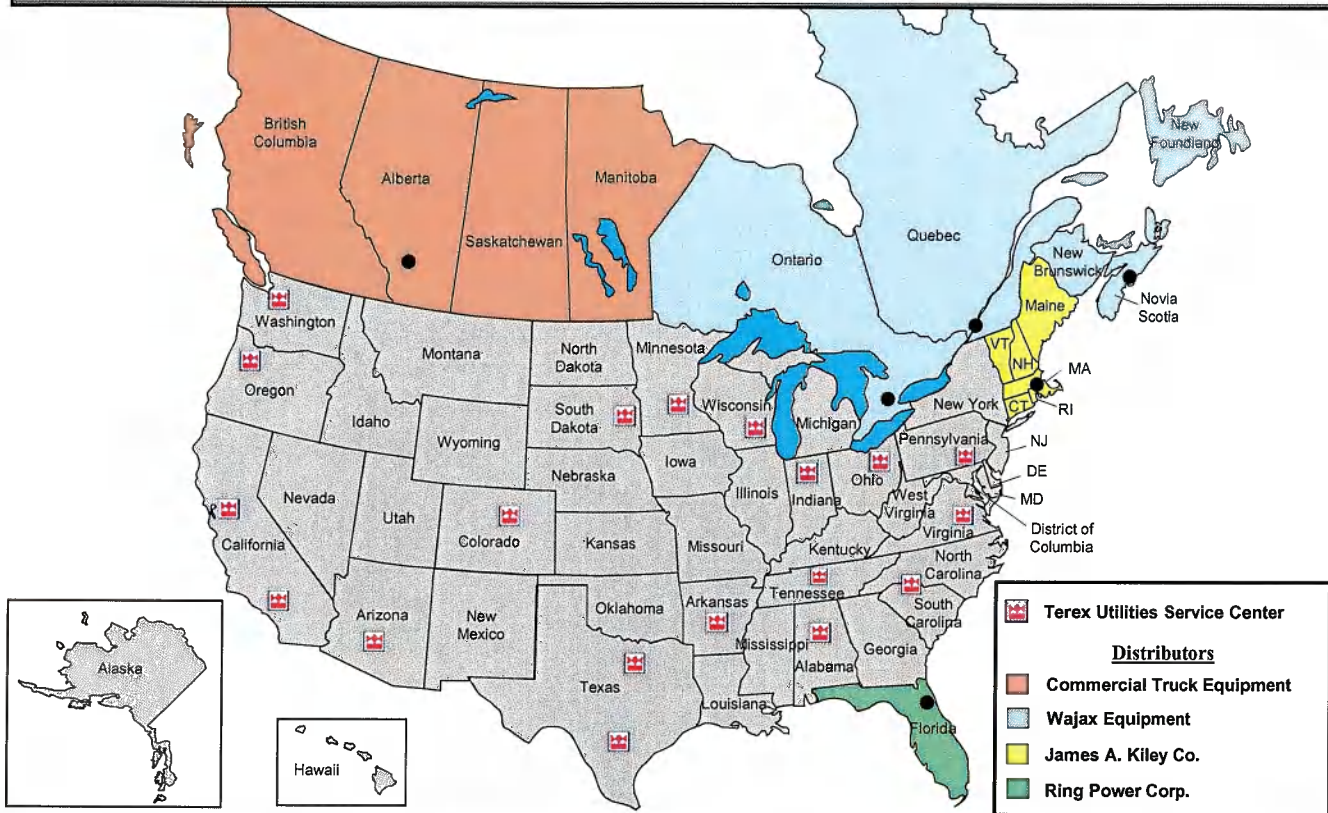 British
Columbia
Alberta
Saskatchewan
Manitoba
Ontario
Quebec
New
Foundland
New
Brunswick
Novia
Scotia
Maine
VT
NH
MA
CT
RI
Washington
Oregon
Idaho
Montana
North
Dakota
Minnesota
South
Dakota
Wisconsin
Michigan
New York
Wyoming
Nebraska
Iowa
Illinois
Indiana
Ohio
Pennsylvania
NJ
DE
MD
District of
Columbia
West
Virginia
Virginia
California
Nevada
Utah
Colorado
Kansas
Missouri
Kentucky
North
Carolina
Tennessee
South
Carolina
Arizona
New
Mexico
Oklahoma
Arkansas
Mississippi
Alabama
Georgia
Texas
Louisiana
Florida
Alaska
Hawaii
Terex Utilities Service Center
Distributors
Commercial Truck Equipment
Wajax Equipment
James A. Kiley Co.
Ring Power Corp.